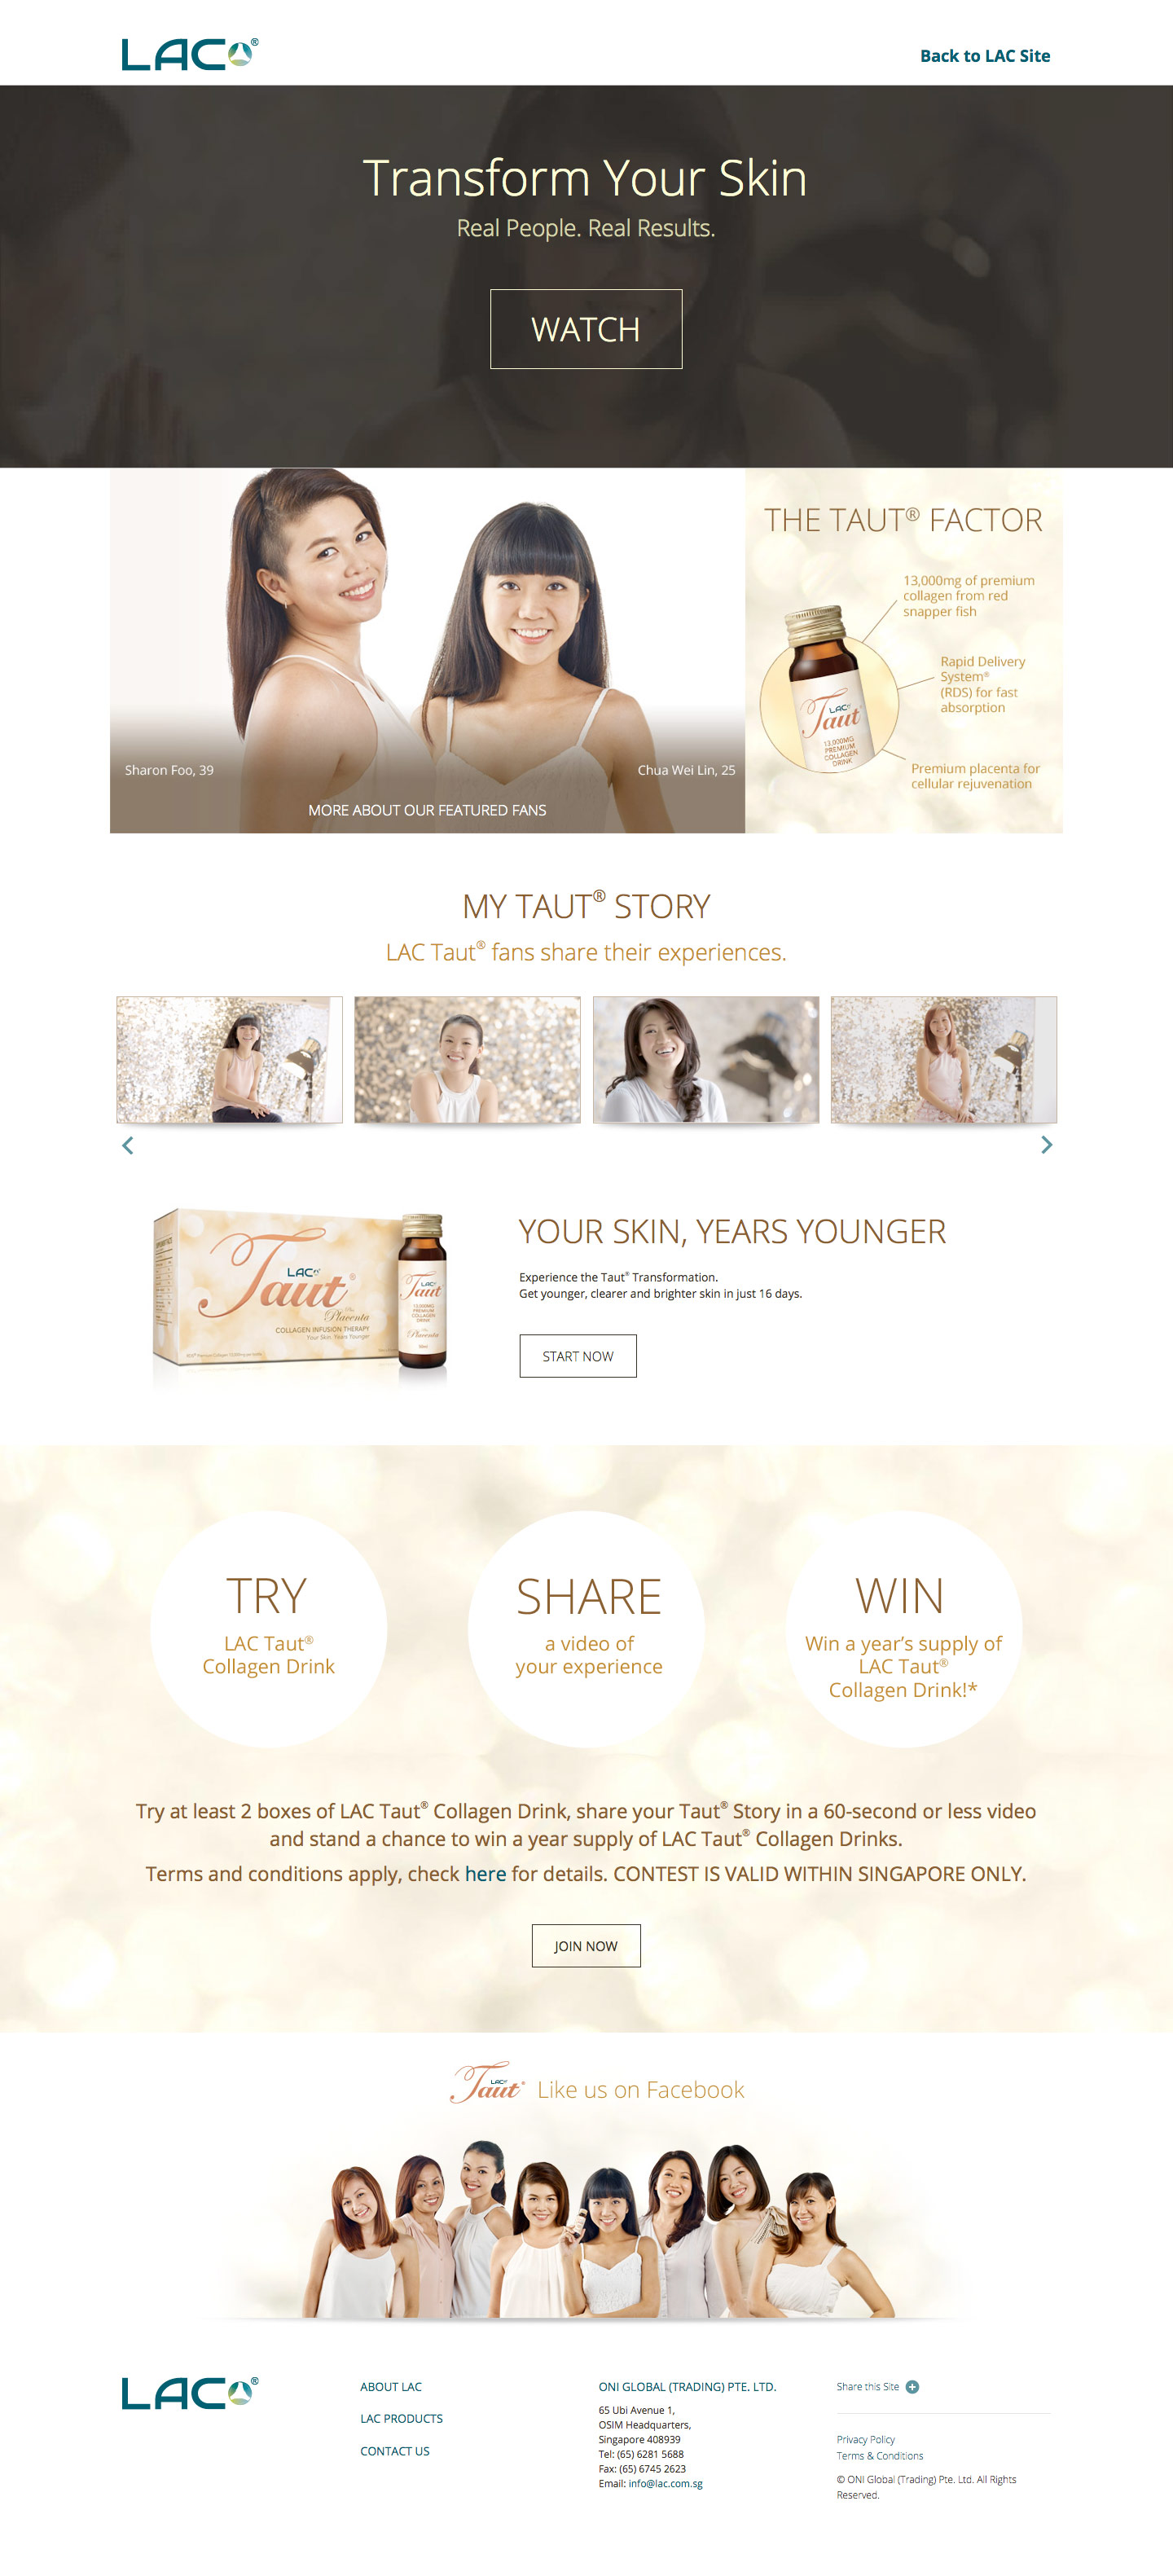 LAC®
Back to LAC Site
Transform Your Skin
Real People. Real Results.
WATCH
THE TAUT® FACTOR
13,000mg of premium
collagen from red
snapper fish
Rapid Delivery
System®
(RDS) for fast
absorption
LAC
Taut
13,000MG
PREMIUM
COLLAGEN
DRINK
Premium placenta for
cellular rejuvenation
Sharon Foo, 39
Chua Wei Lin, 25
MORE ABOUT OUR FEATURED FANS
MY TAUT® STORY
LAC Taut® fans share their experiences.
LAC
Taut®
Placenta
COLLAGEN INFUSION THERAPY
Your Skin. Years Younger
LAC
Taut
13,000MG
PREMIUM
COLLAGEN
DRINK
Placenta
YOUR SKIN, YEARS YOUNGER
Experience the Taut® Transformation.
Get younger, clearer and brighter skin in just 16 days.
START NOW
TRY
LAC Taut®
Collagen Drink
SHARE
a video of
your experience
WIN
Win a year’s supply of
LAC Taut®
Collagen Drink!*
Try at least 2 boxes of LAC Taut® Collagen Drink, share your Taut® Story in a 60-second or less video
and stand a chance to win a year supply of LAC Taut® Collagen Drinks.
Terms and conditions apply, check here for details. CONTEST IS VALID WITHIN SINGAPORE ONLY.
JOIN NOW
LAC Taut® Like us on Facebook
LAC®
ABOUT LAC
LAC PRODUCTS
CONTACT US
ONI GLOBAL (TRADING) PTE. LTD.
65 Ubi Avenue 1,
OSIM Headquarters,
Singapore 408939
Tel: (65) 6281 5688
Fax: (65) 6745 2623
Email: info@lac.com.sg
Share this Site
Privacy Policy
Terms & Conditions
© ONI Global (Trading) Pte. Ltd. All Rights
Reserved.